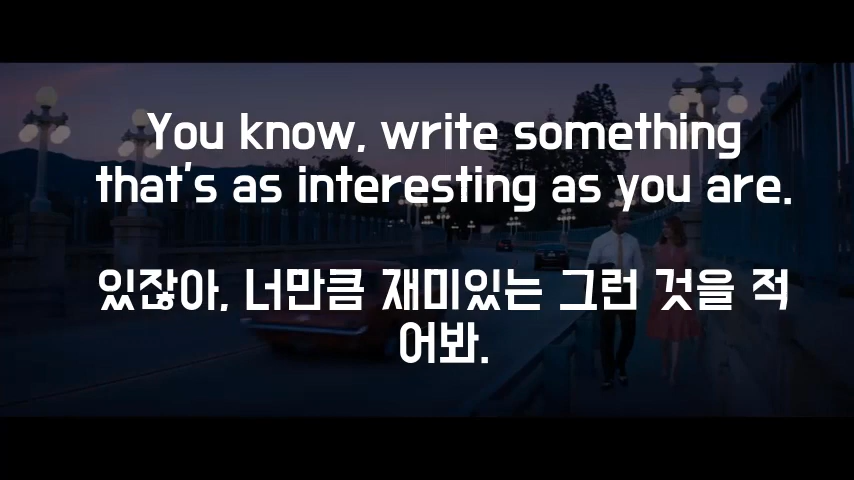 You know, write something
that's as interesting as you are.
있잖아, 너만큼 재미있는 그런 것을 적
어봐.